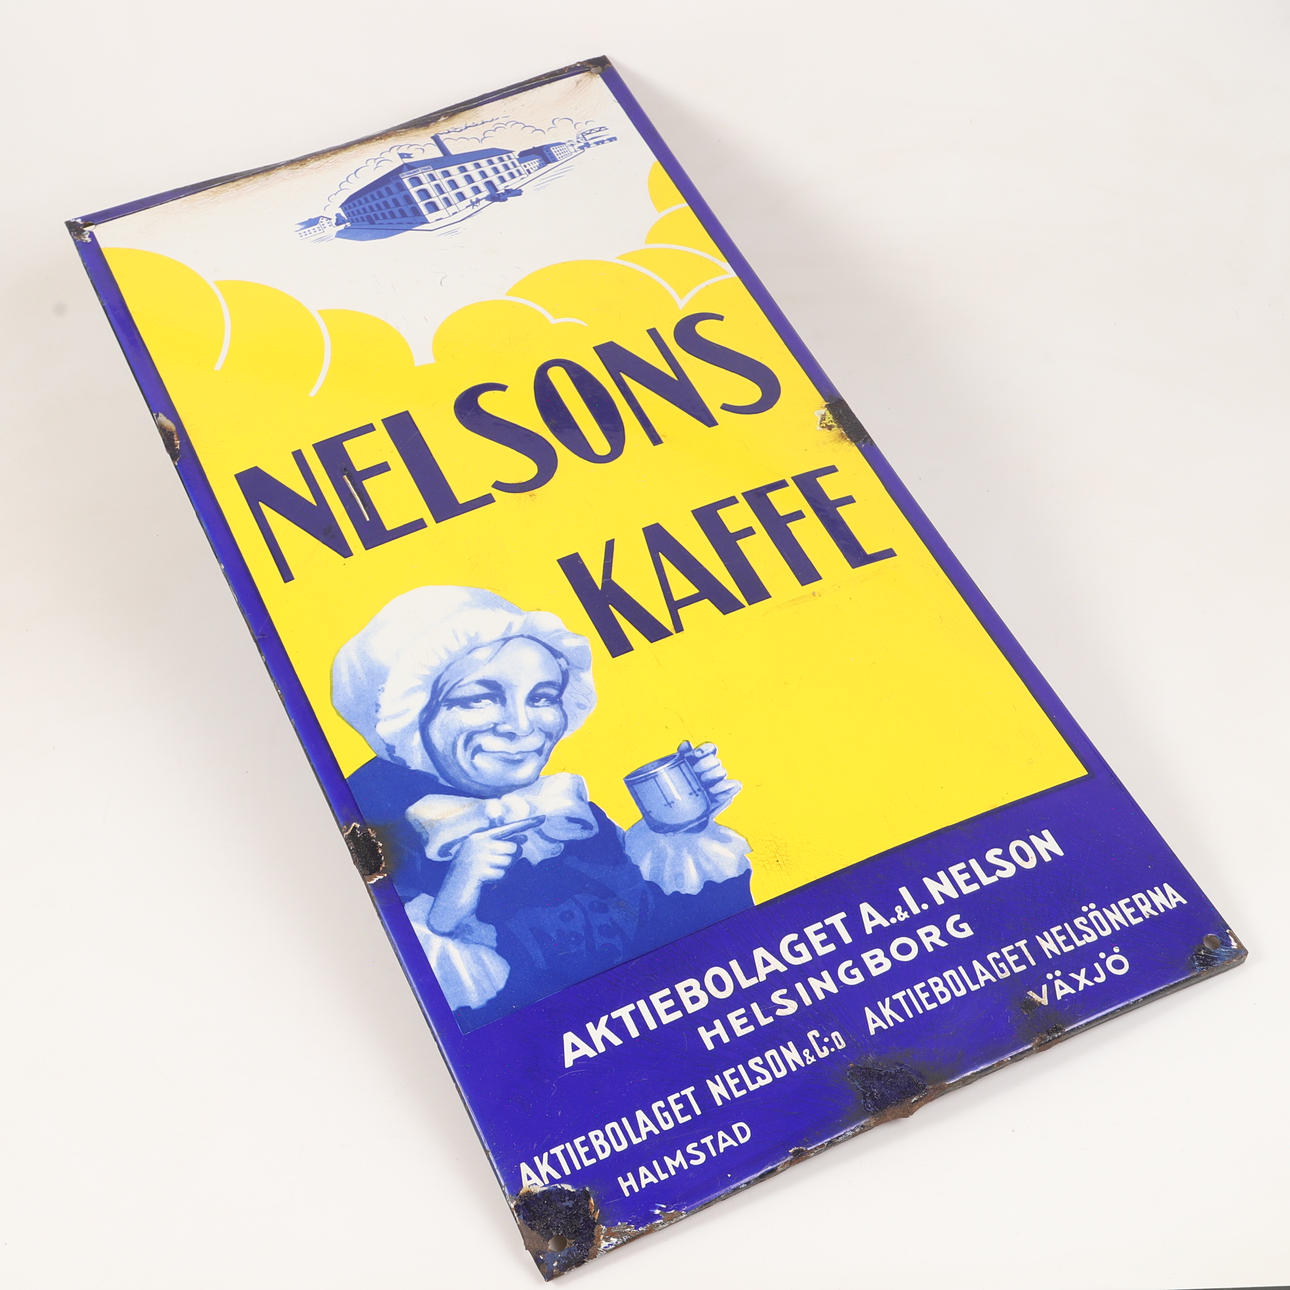 NELSONS
KAFFE
AKTIEBOLAGET A.&I. NELSON
HELSINGBORG
AKTIEBOLAGET NELSON&C:o
HALMSTAD
AKTIEBOLAGET NELSÖNERNA
VÄXJÖ